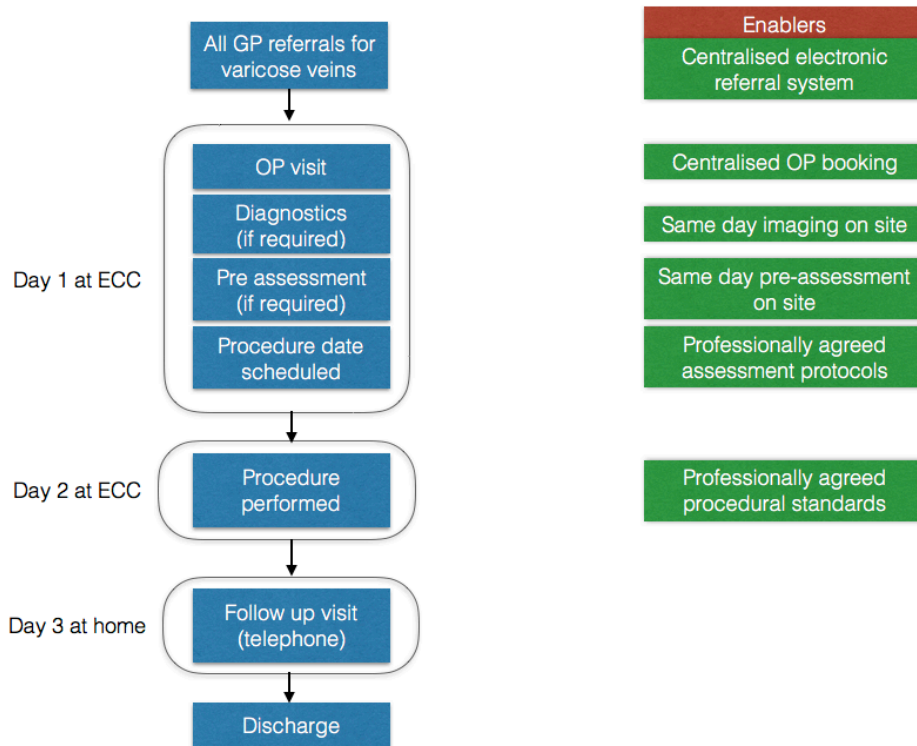 All GP referrals for
varicose veins
Day 1 at ECC
OP visit
Diagnostics
(if required)
Pre assessment
(if required)
Procedure date
scheduled
Day 2 at ECC
Procedure
performed
Day 3 at home
Follow up visit
(telephone)
Discharge
Enablers
Centralised electronic
referral system
Centralised OP booking
Same day imaging on site
Same day pre-assessment
on site
Professionally agreed
assessment protocols
Professionally agreed
procedural standards